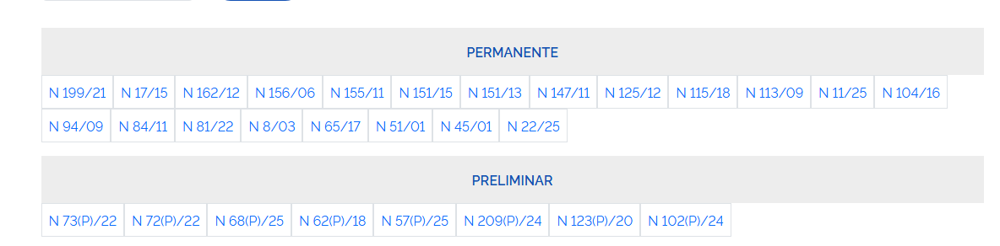 PERMANENTE
N 199/21 N 17/15 N 162/12 N 156/06 N 155/11 N 151/15 N 151/13 N 147/11 N 125/12 N 115/18 N 113/09 N 11/25 N 104/16
N 94/09 N 84/11 N 81/22 N 8/03 N 65/17 N 51/01 N 45/01 N 22/25
PRELIMINAR
N 73(P)/22 N 72(P)/22 N 68(P)/25 N 62(P)/18 N 57(P)/25 N 209(P)/24 N 123(P)/20 N 102(P)/24